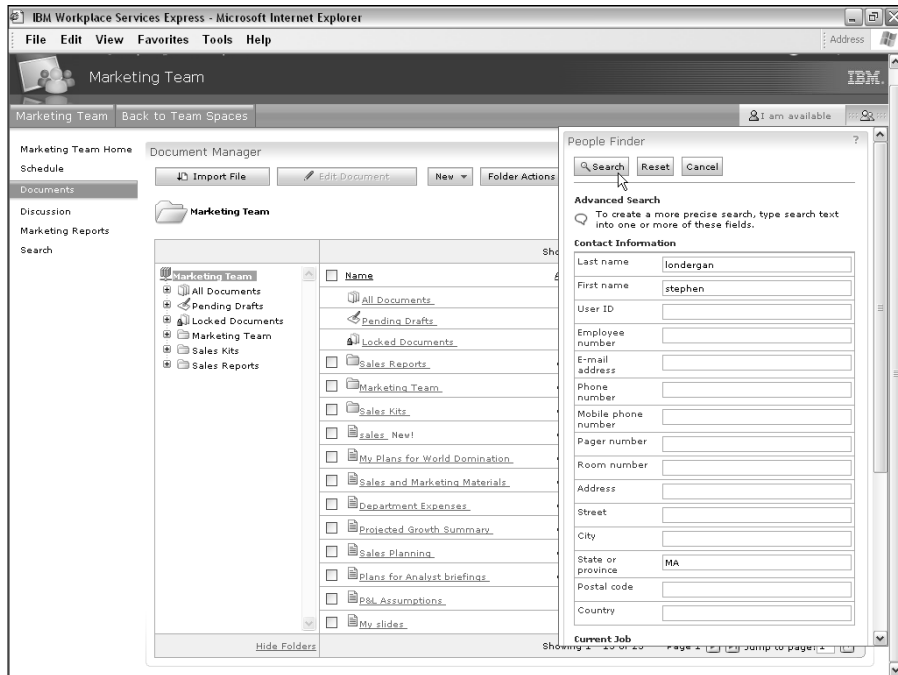 IBM Workplace Services Express - Microsoft Internet Explorer
File Edit View Favorites Tools Help
Address
Marketing Team
IBM.
Marketing Team Back to Team Spaces
I am available
Marketing Team Home
Schedule
Documents
Discussion
Marketing Reports
Search
Document Manager
Import File Edit Document New Folder Actions
Marketing Team
Sho
Marketing Team
All Documents
Pending Drafts
Locked Documents
Marketing Team
Sales Kits
Sales Reports
Hide Folders
Name A
All Documents
Pending Drafts
Locked Documents
Sales Reports
Marketing Team
Sales Kits
sales New!
My Plans for World Domination
Sales and Marketing Materials
Department Expenses
Projected Growth Summary
Sales Planning
Plans for Analyst briefings
P&L Assumptions
My slides
People Finder ?
Search Reset Cancel
Advanced Search
To create a more precise search, type search text
into one or more of these fields.
Contact Information
Last name londergan
First name stephen
User ID
Employee
number
E-mail
address
Phone
number
Mobile phone
number
Pager number
Room number
Address
Street
City
State or
province MA
Postal code
Country
Current Job
Page 1 Jump to page: 1